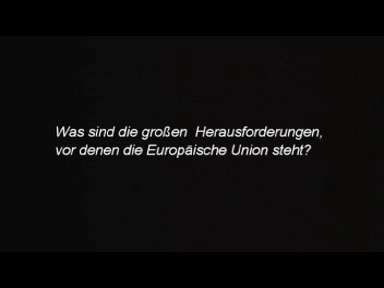 Was sind die großen Herausforderungen,
vor denen die Europäische Union steht?